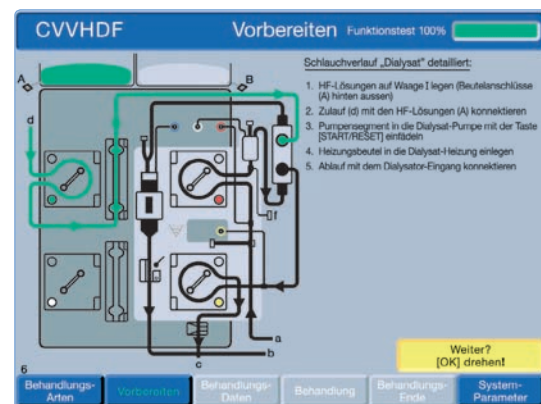 CVVHDF Vorbereiten Funktionstest 100%
A
B
d
Schlauchverlauf „Dialysat" detailliert:
1. HF-Lösungen auf Waage I legen (Beutelanschlüsse
(A) hinten aussen)
2. Zulauf (d) mit den HF-Lösungen (A) konnektieren
3. Pumpensegment in die Dialysat-Pumpe mit der Taste
[START/RESET] einfädeln
4. Heizungsbeutel in die Dialysat-Heizung einlegen
5. Ablauf mit dem Dialysator-Eingang konnektieren
f
a
b
c
Weiter?
[OK] drehen!
6
Behandlungs-
Arten
Vorbereiten
Behandlungs-
Daten
Behandlung
Behandlungs-
Ende
System-
Parameter